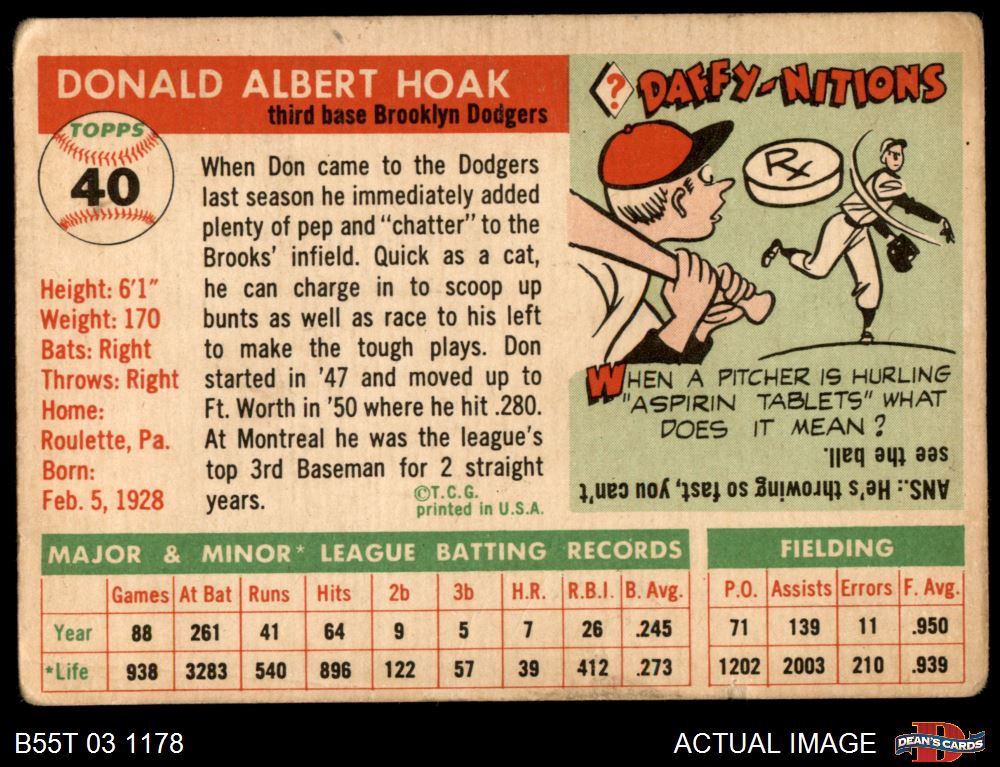 DONALD ALBERT HOAK
third base Brooklyn Dodgers
TOPPS
40
When Don came to the Dodgers
last season he immediately added
plenty of pep and "chatter" to the
Brooks' infield. Quick as a cat,
he can charge in to scoop up
bunts as well as race to his left
to make the tough plays. Don
started in '47 and moved up to
Ft. Worth in '50 where he hit .280.
At Montreal he was the league's
top 3rd Baseman for 2 straight
years.
Height: 6'1"
Weight: 170
Bats: Right
Throws: Right
Home:
Roulette, Pa.
Born:
Feb. 5, 1928
©T.C.G.
printed in U.S.A.
?
DAFFY-NITIONS
Rx
WHEN A PITCHER IS HURLING
"ASPIRIN TABLETS" WHAT
DOES IT MEAN?
ANS.: He's throwing so fast, you can't
see the ball.
MAJOR & MINOR* LEAGUE BATTING RECORDS
Games At Bat Runs Hits 2b 3b H.R. R.B.I. B. Avg.
Year 88 261 41 64 9 5 7 26 .245
*Life 938 3283 540 896 122 57 39 412 .273
FIELDING
P.O. Assists Errors F. Avg.
71 139 11 .950
1202 2003 210 .939
B55T 03 1178
ACTUAL IMAGE
DEAN'S CARDS